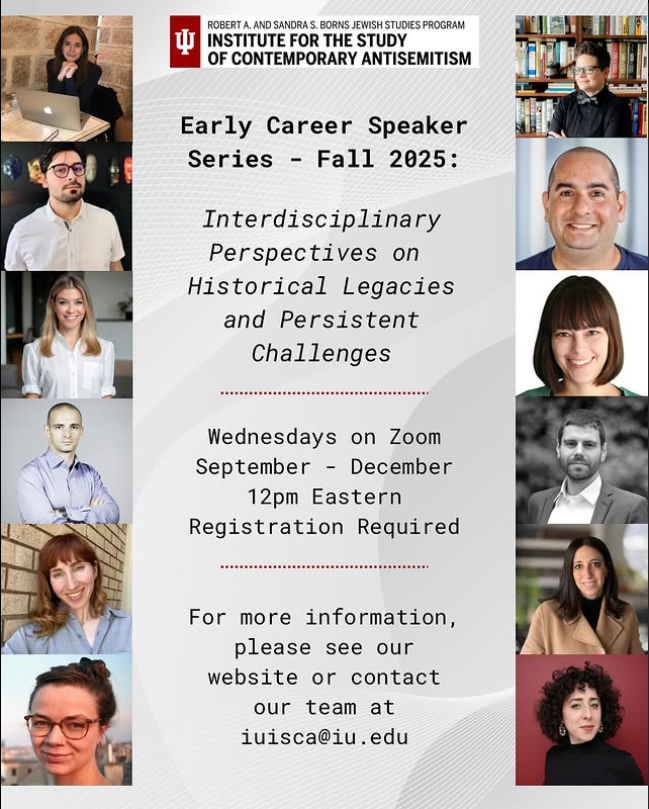 ROBERT A. AND SANDRA S. BORNS JEWISH STUDIES PROGRAM
INSTITUTE FOR THE STUDY
OF CONTEMPORARY ANTISEMITISM
Early Career Speaker
Series - Fall 2025:
Interdisciplinary
Perspectives on
Historical Legacies
and Persistent
Challenges
Wednesdays on Zoom
September - December
12pm Eastern
Registration Required
For more information,
please see our
website or contact
our team at
iuisca@iu.edu